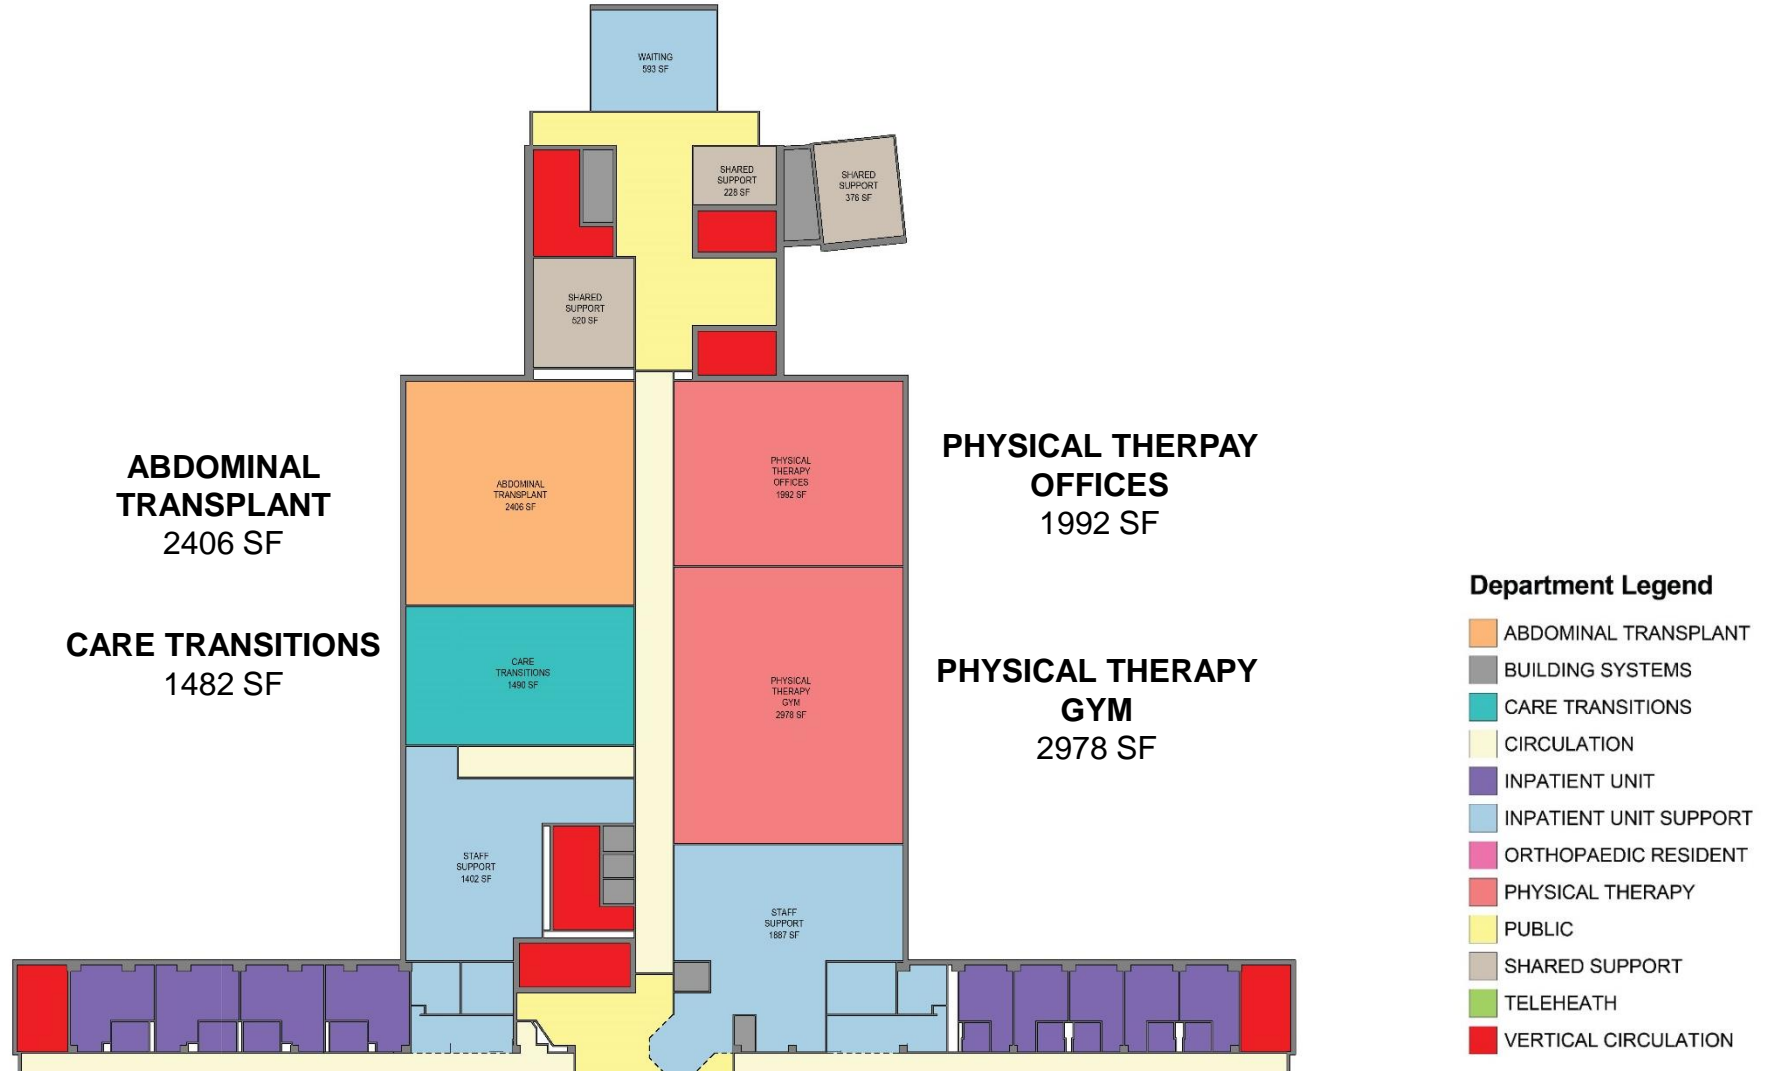 WAITING
593 SF
SHARED
SUPPORT
228 SF
SHARED
SUPPORT
376 SF
SHARED
SUPPORT
520 SF
ABDOMINAL
TRANSPLANT
2406 SF
CARE TRANSITIONS
1482 SF
ABDOMINAL
TRANSPLANT
2406 SF
PHYSICAL
THERAPY
OFFICES
1992 SF
PHYSICAL THERPAY
OFFICES
1992 SF
CARE
TRANSITIONS
1490 SF
PHYSICAL
THERAPY
GYM
2978 SF
PHYSICAL THERAPY
GYM
2978 SF
STAFF
SUPPORT
1402 SF
STAFF
SUPPORT
1887 SF
Department Legend
ABDOMINAL TRANSPLANT
BUILDING SYSTEMS
CARE TRANSITIONS
CIRCULATION
INPATIENT UNIT
INPATIENT UNIT SUPPORT
ORTHOPAEDIC RESIDENT
PHYSICAL THERAPY
PUBLIC
SHARED SUPPORT
TELEHEATH
VERTICAL CIRCULATION